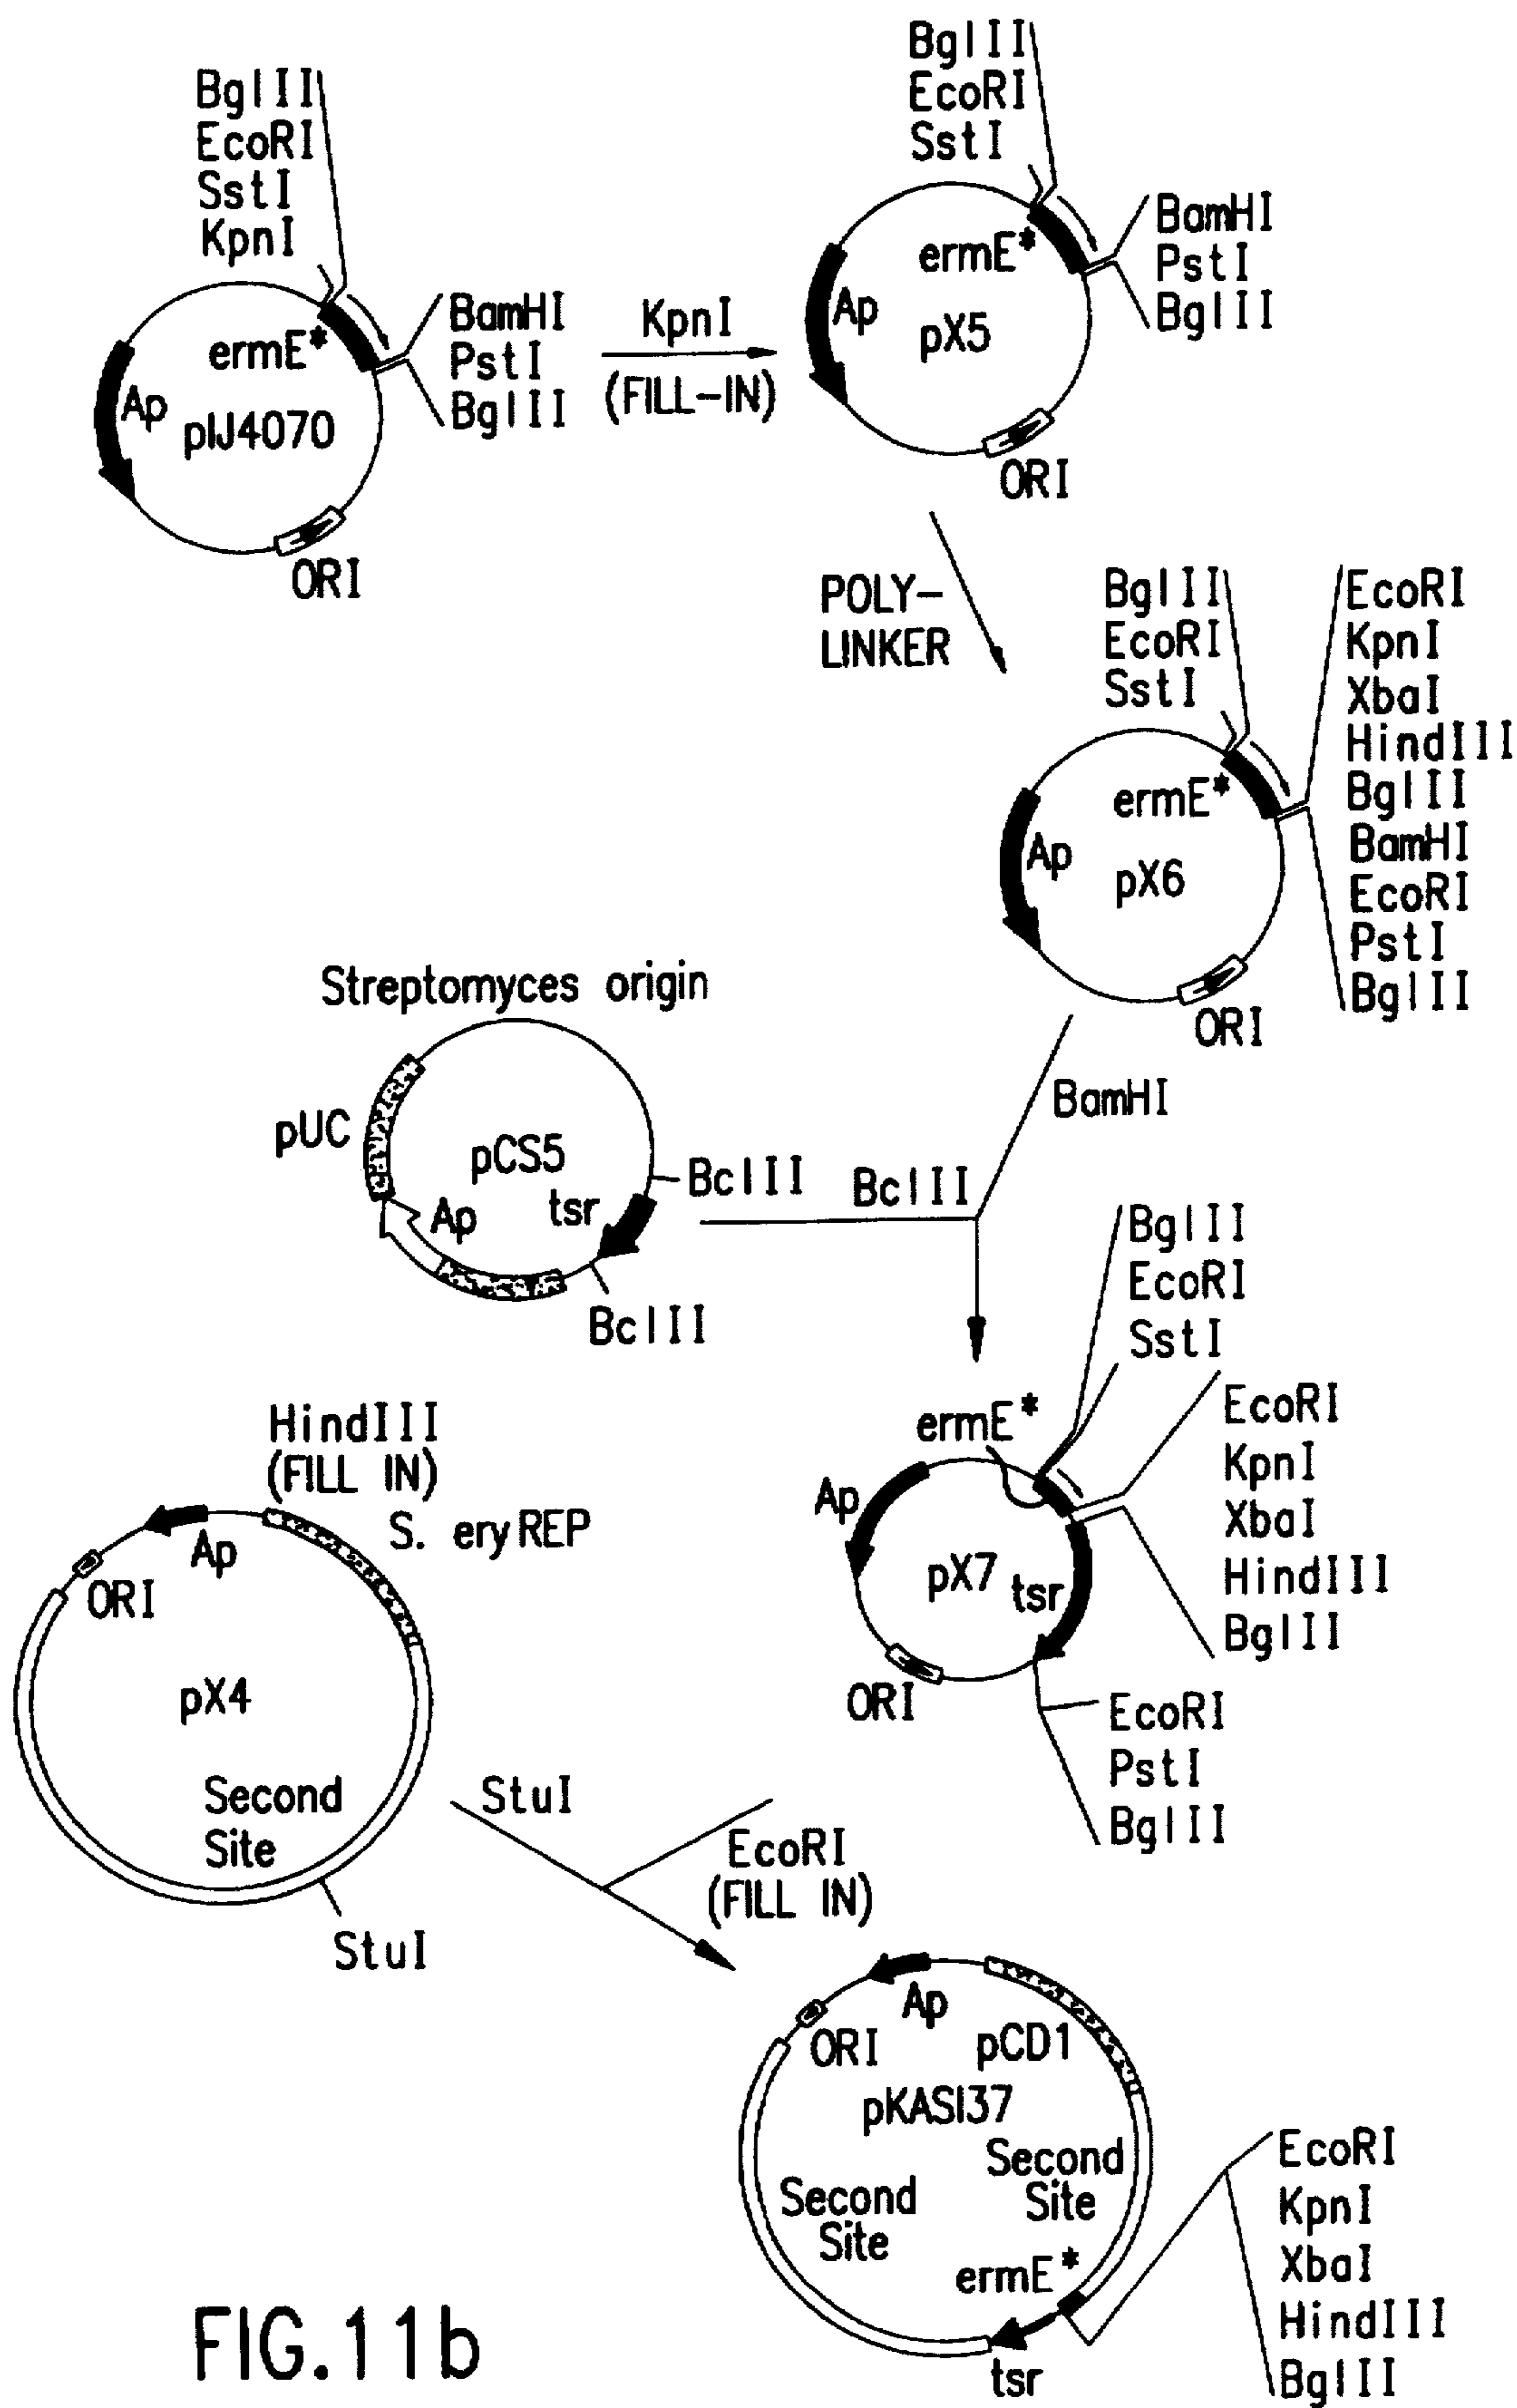 BglII
EcoRI
SstI
KpnI
BamHI
PstI
BglII
ermE*
Ap
pIJ4070
ORI
KpnI
(FILL-IN)
BglII
EcoRI
SstI
BamHI
PstI
BglII
ermE*
Ap
pX5
ORI
POLY-
LINKER
BglII
EcoRI
SstI
EcoRI
KpnI
XbaI
HindIII
BglII
BamHI
EcoRI
PstI
BglII
ermE*
Ap
pX6
ORI
Streptomyces origin
pUC
pCS5
Ap
tsr
BclII
BclII
BclII
BamHI
BglII
EcoRI
SstI
EcoRI
KpnI
XbaI
HindIII
BglII
ermE*
Ap
pX7
tsr
ORI
EcoRI
PstI
BglII
HindIII
(FILL IN)
S. ery REP
Ap
ORI
pX4
Second
Site
StuI
StuI
EcoRI
(FILL IN)
Ap
ORI
pCD1
pKASI37
Second
Site
Second
Site
ermE*
tsr
EcoRI
KpnI
XbaI
HindIII
BglII
FIG.11b